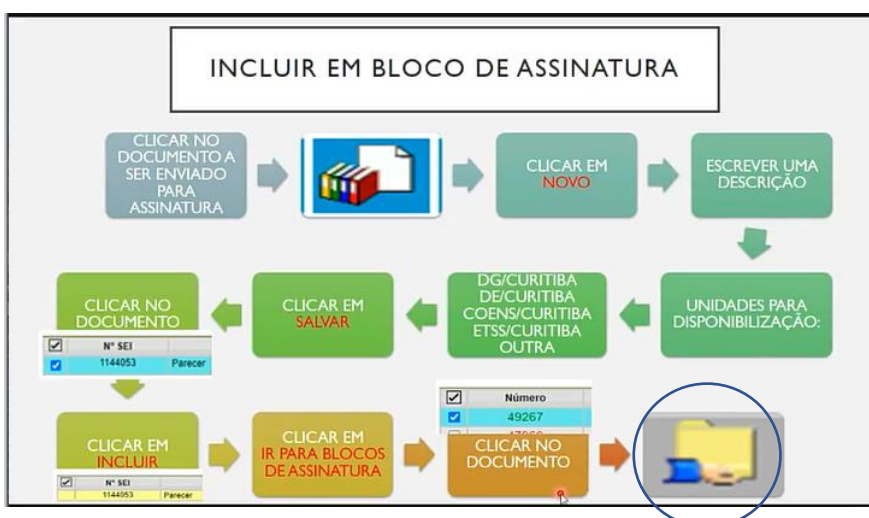 INCLUIR EM BLOCO DE ASSINATURA
CLICAR NO
DOCUMENTO A
SER ENVIADO
PARA
ASSINATURA
CLICAR EM
NOVO
ESCREVER UMA
DESCRIÇÃO
UNIDADES PARA
DISPONIBILIZAÇÃO:
DG/CURITIBA
DE/CURITIBA
COENS/CURITIBA
ETSS/CURITIBA
OUTRA
CLICAR EM
SALVAR
CLICAR NO
DOCUMENTO
Nº SEI
1144053 Parecer
CLICAR EM
INCLUIR
Nº SEI
1144053 Parecer
CLICAR EM
IR PARA BLOCOS
DE ASSINATURA
Número
49267
CLICAR NO
DOCUMENTO